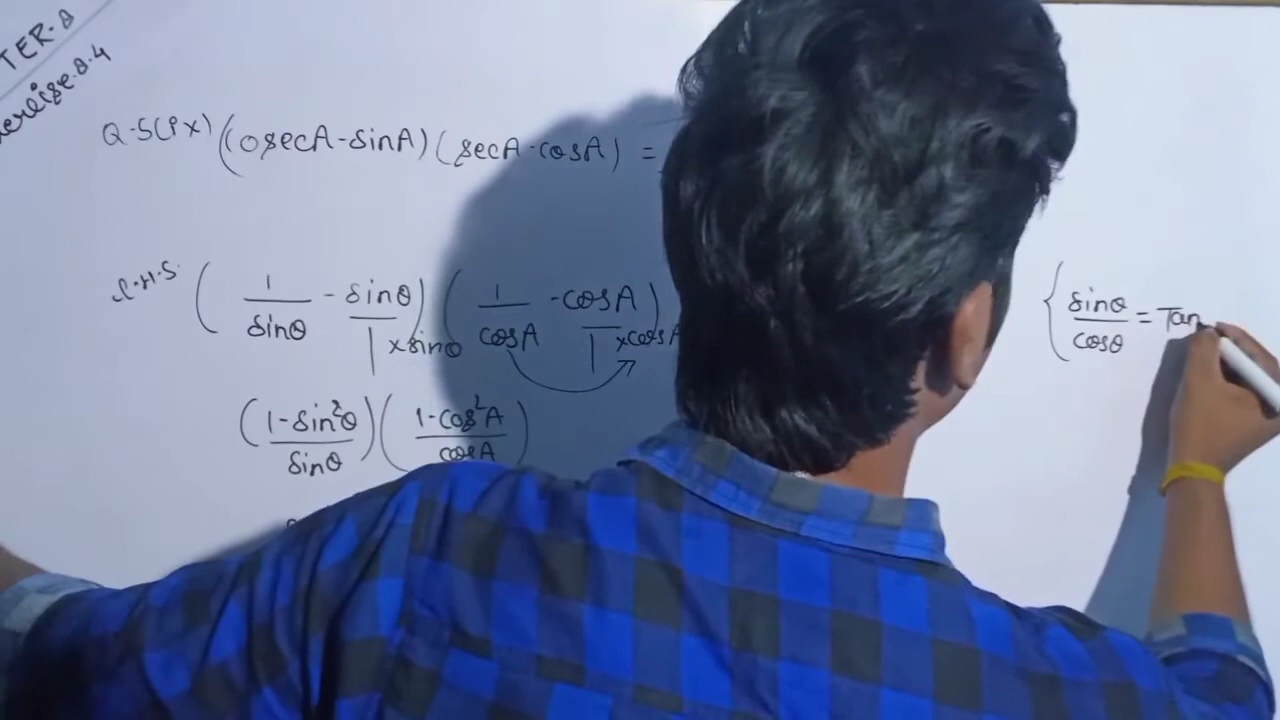 TER-8
ercise.8.4
Q-5(ix) (cosecA-sinA) (secA-cosA) =
L.H.S. ( 1/sinθ - sinθ/1 ×sinθ ) ( 1/cosA - cosA/1 ×cosA )
(1-sin²θ/sinθ) (1-cos²A/cosA)
{ sinθ/cosθ = Tan